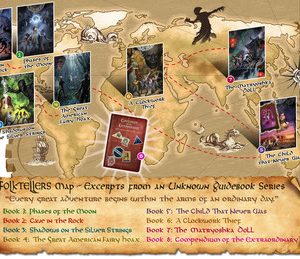 Phases of
the Moon
The Matryoshka Doll
7
The Great
American
Fairy Hoax
A Clockwork
Thief
The Child
That Never Was
8
Folktellers Map - Excerpts from an Unknown Guidebook Series
"Every great adventure begins within the arms of an ordinary day."
Book 1: Phases of the Moon
Book 2: Cave in the Rock
Book 3: Shadows on the Silver Strings
Book 4: The Great American Fairy Hoax
Book 5: The Child That Never Was
Book 6: A Clockwork Thief
Book 7: The Matryoshka Doll
Book 8: Compendium of the Extraordinary